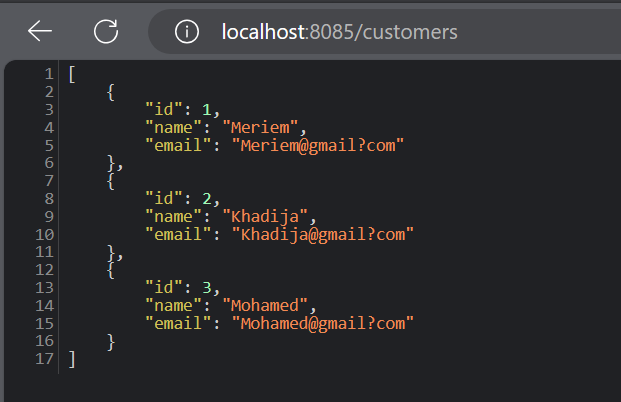 localhost:8085/customers
1 [
2     {
3         "id": 1,
4         "name": "Meriem",
5         "email": "Meriem@gmail?com"
6     },
7     {
8         "id": 2,
9         "name": "Khadija",
10         "email": "Khadija@gmail?com"
11     },
12     {
13         "id": 3,
14         "name": "Mohamed",
15         "email": "Mohamed@gmail?com"
16     }
17 ]